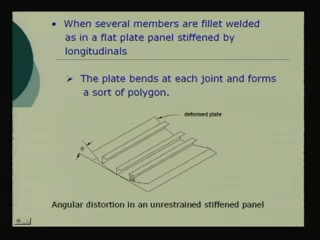 • When several members are fillet welded
as in a flat plate panel stiffened by
longitudinals
➢ The plate bends at each joint and forms
a sort of polygon.
deformed plate
Angular distortion in an unrestrained stiffened panel